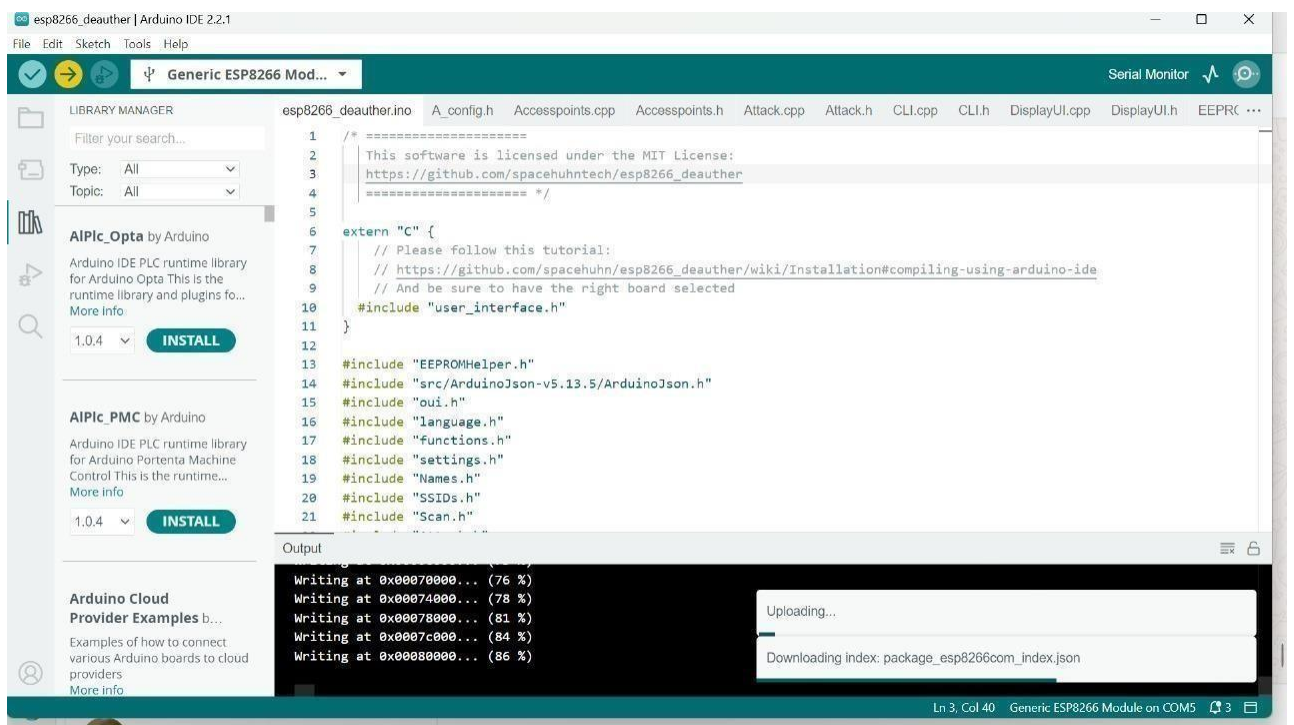 esp8266_deauther | Arduino IDE 2.2.1
File Edit Sketch Tools Help
Generic ESP8266 Mod...
Serial Monitor
LIBRARY MANAGER
Filter your search...
Type: All
Topic: All
AIPlc_Opta by Arduino
Arduino IDE PLC runtime library
for Arduino Opta This is the
runtime library and plugins fo...
More info
1.0.4 INSTALL
AIPlc_PMC by Arduino
Arduino IDE PLC runtime library
for Arduino Portenta Machine
Control This is the runtime...
More info
1.0.4 INSTALL
Arduino Cloud
Provider Examples b...
Examples of how to connect
various Arduino boards to cloud
providers
More info
esp8266_deauther.ino A_config.h Accesspoints.cpp Accesspoints.h Attack.cpp Attack.h CLI.cpp CLI.h DisplayUI.cpp DisplayUI.h EEPR( ...
1 /* =====================
2 This software is licensed under the MIT License:
3 https://github.com/spacehuhntech/esp8266_deauther
4 ===================== */
5
6 extern "C" {
7 // Please follow this tutorial:
8 // https://github.com/spacehuhn/esp8266_deauther/wiki/Installation#compiling-using-arduino-ide
9 // And be sure to have the right board selected
10 #include "user_interface.h"
11 }
12
13 #include "EEPROMHelper.h"
14 #include "src/ArduinoJson-v5.13.5/ArduinoJson.h"
15 #include "oui.h"
16 #include "language.h"
17 #include "functions.h"
18 #include "settings.h"
19 #include "Names.h"
20 #include "SSIDs.h"
21 #include "Scan.h"
Output
Writing at 0x00070000... (76 %)
Writing at 0x00074000... (78 %)
Writing at 0x00078000... (81 %)
Writing at 0x0007c000... (84 %)
Writing at 0x00080000... (86 %)
Uploading...
Downloading index: package_esp8266com_index.json
Ln 3, Col 40 Generic ESP8266 Module on COM5 3